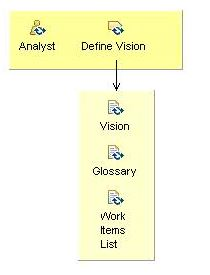 Analyst Define Vision
Vision
Glossary
Work
Items
List